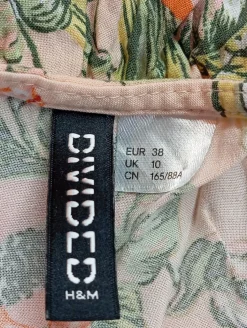 DIVIDED
H&M
EUR 38
UK 10
CN 165/88A